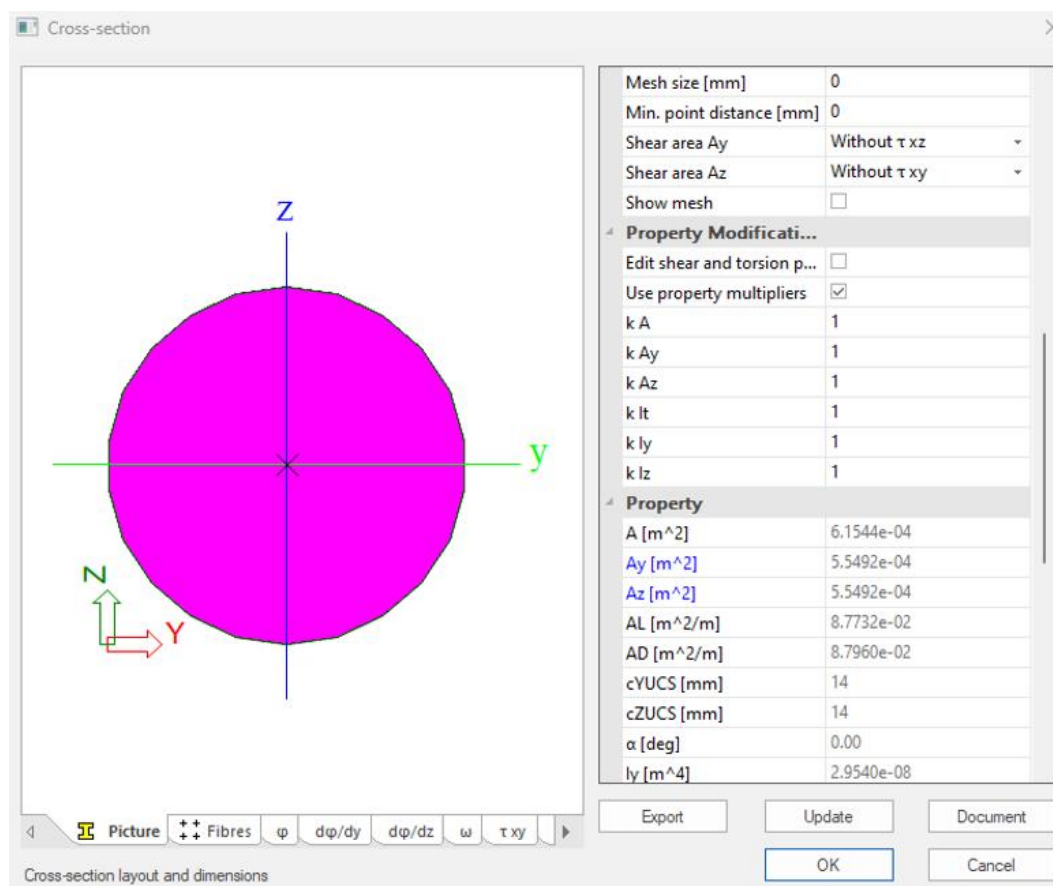 Cross-section
z
y
Z
Y
Mesh size [mm] 0
Min. point distance [mm] 0
Shear area Ay Without τ xz
Shear area Az Without τ xy
Show mesh
Property Modificati...
Edit shear and torsion p...
Use property multipliers
k A 1
k Ay 1
k Az 1
k It 1
k Iy 1
k Iz 1
Property
A [m^2] 6.1544e-04
Ay [m^2] 5.5492e-04
Az [m^2] 5.5492e-04
AL [m^2/m] 8.7732e-02
AD [m^2/m] 8.7960e-02
cYUCS [mm] 14
cZUCS [mm] 14
α [deg] 0.00
Iy [m^4] 2.9540e-08
Picture Fibres φ dφ/dy dφ/dz ω τ xy
Export Update Document
OK Cancel
Cross-section layout and dimensions